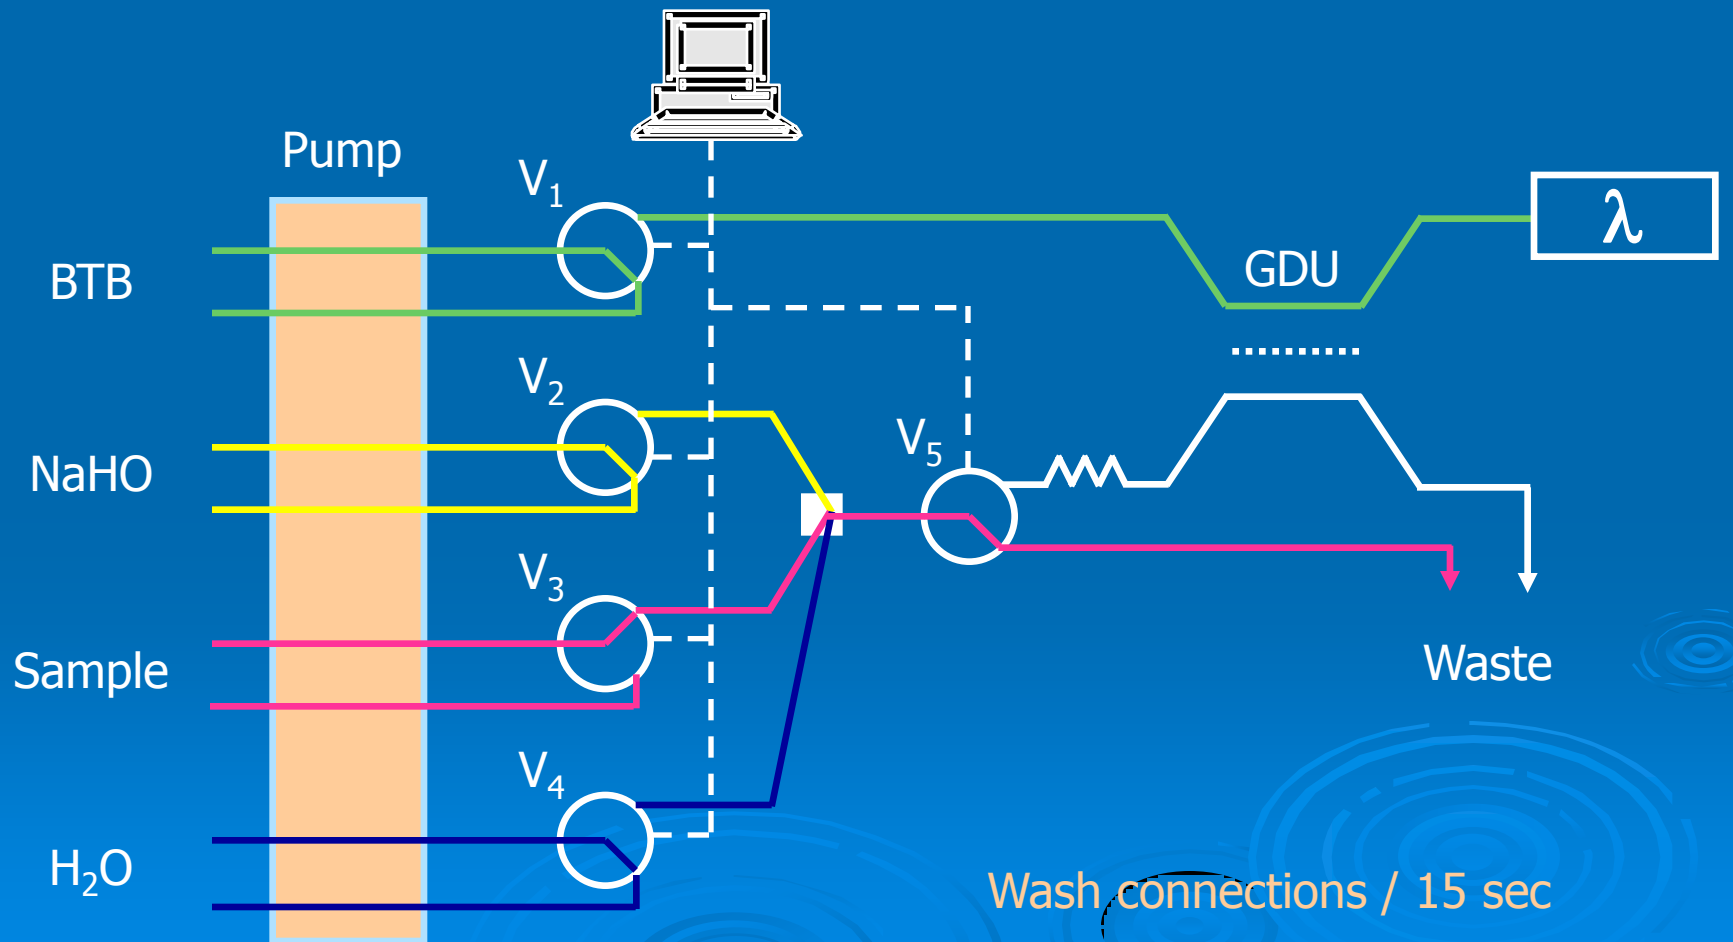 Pump
V1
λ
BTB
GDU
V2
V5
NaHO
V3
Sample
Waste
V4
H2O
Wash connections / 15 sec